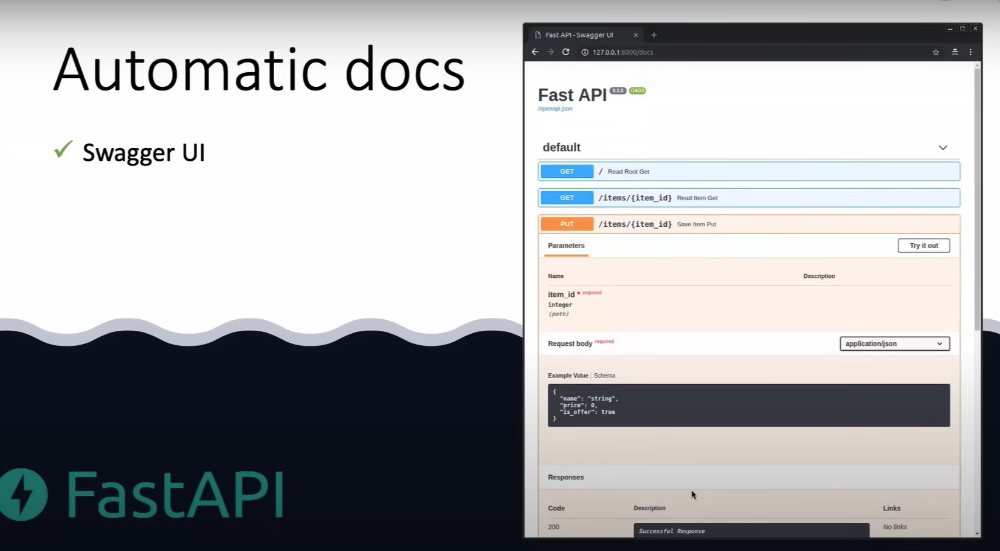 Automatic docs
✓ Swagger UI
FastAPI
Fast API - Swagger UI
127.0.0.1:8000/docs
Fast API 0.1.0 OAS3
/openapi.json
default
GET / Read Root Get
GET /items/{item_id} Read Item Get
PUT /items/{item_id} Save Item Put
Parameters
Try it out
Name Description
item_id * required
integer
(path)
Request body required
application/json
Example Value | Schema
{
"name": "string",
"price": 0,
"is_offer": true
}
Responses
Code Description Links
200 Successful Response No links